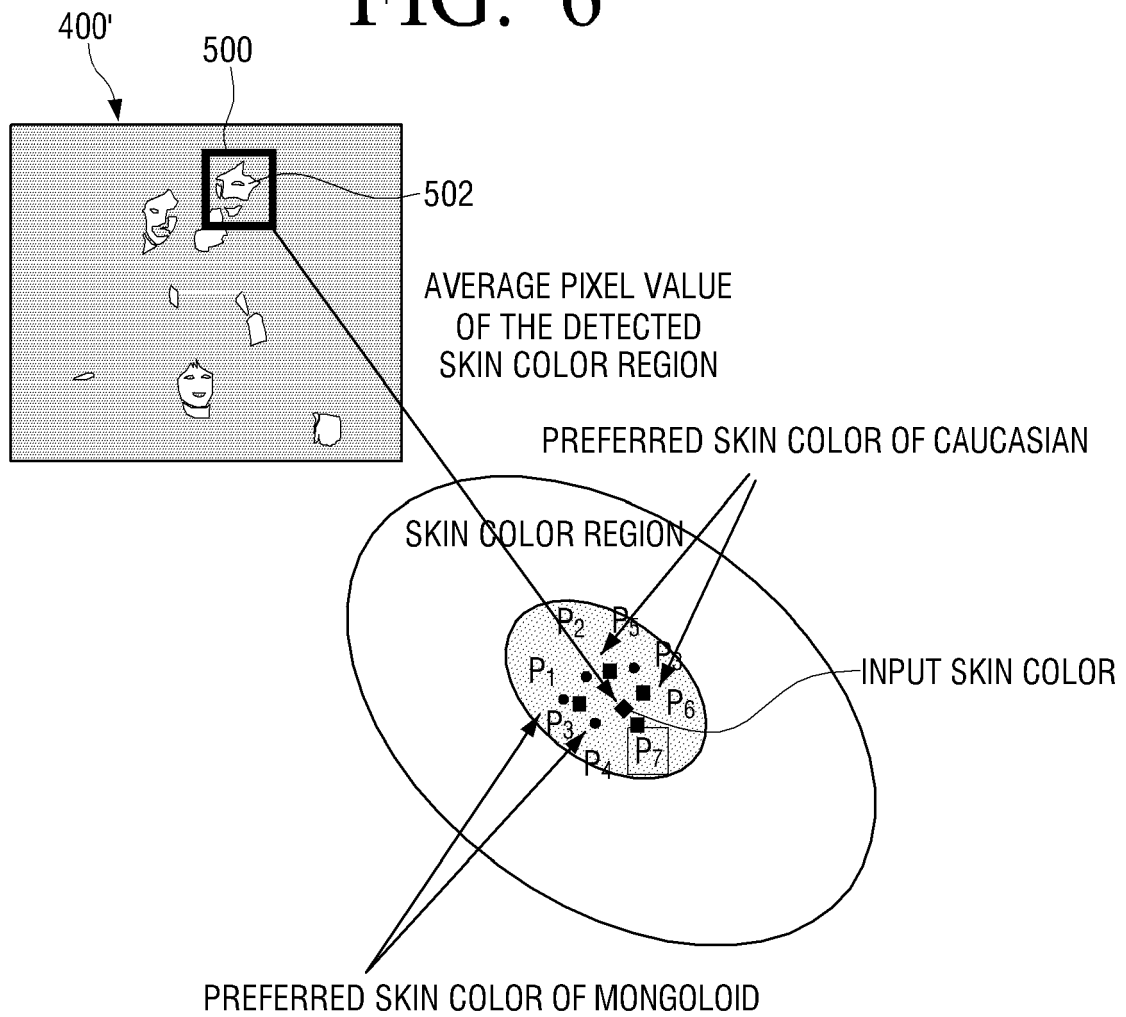 FIG. 6
400'
500
502
AVERAGE PIXEL VALUE
OF THE DETECTED
SKIN COLOR REGION
PREFERRED SKIN COLOR OF CAUCASIAN
SKIN COLOR REGION
P2
P5
P3
P1
INPUT SKIN COLOR
P6
P3
P7
P4
PREFERRED SKIN COLOR OF MONGOLOID